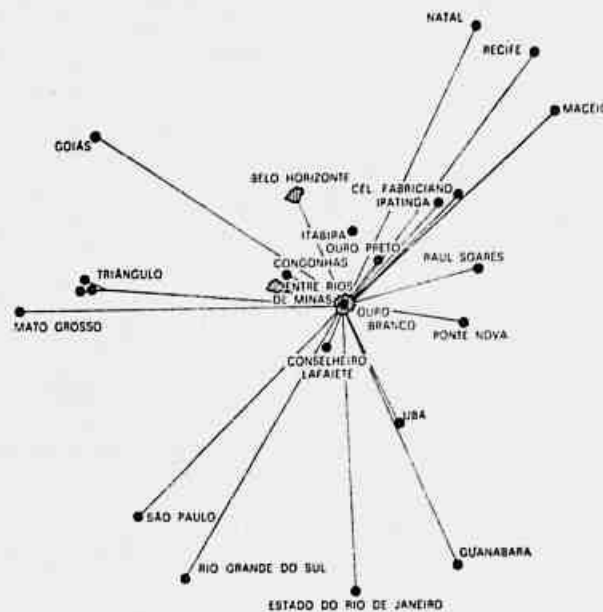 NATAL
RECIFE
MACEIÓ
GOIÁS
BELO HORIZONTE
CEL. FABRICIANO
IPATINGA
ITABIRA
OURO PRETO
CONGONHAS
RAUL SOARES
TRIÂNGULO
ENTRE RIOS
DE MINAS
MATO GROSSO
OURO
BRANCO
PONTE NOVA
CONSELHEIRO
LAFAIETE
UBÁ
SÃO PAULO
GUANABARA
RIO GRANDE DO SUL
ESTADO DO RIO DE JANEIRO